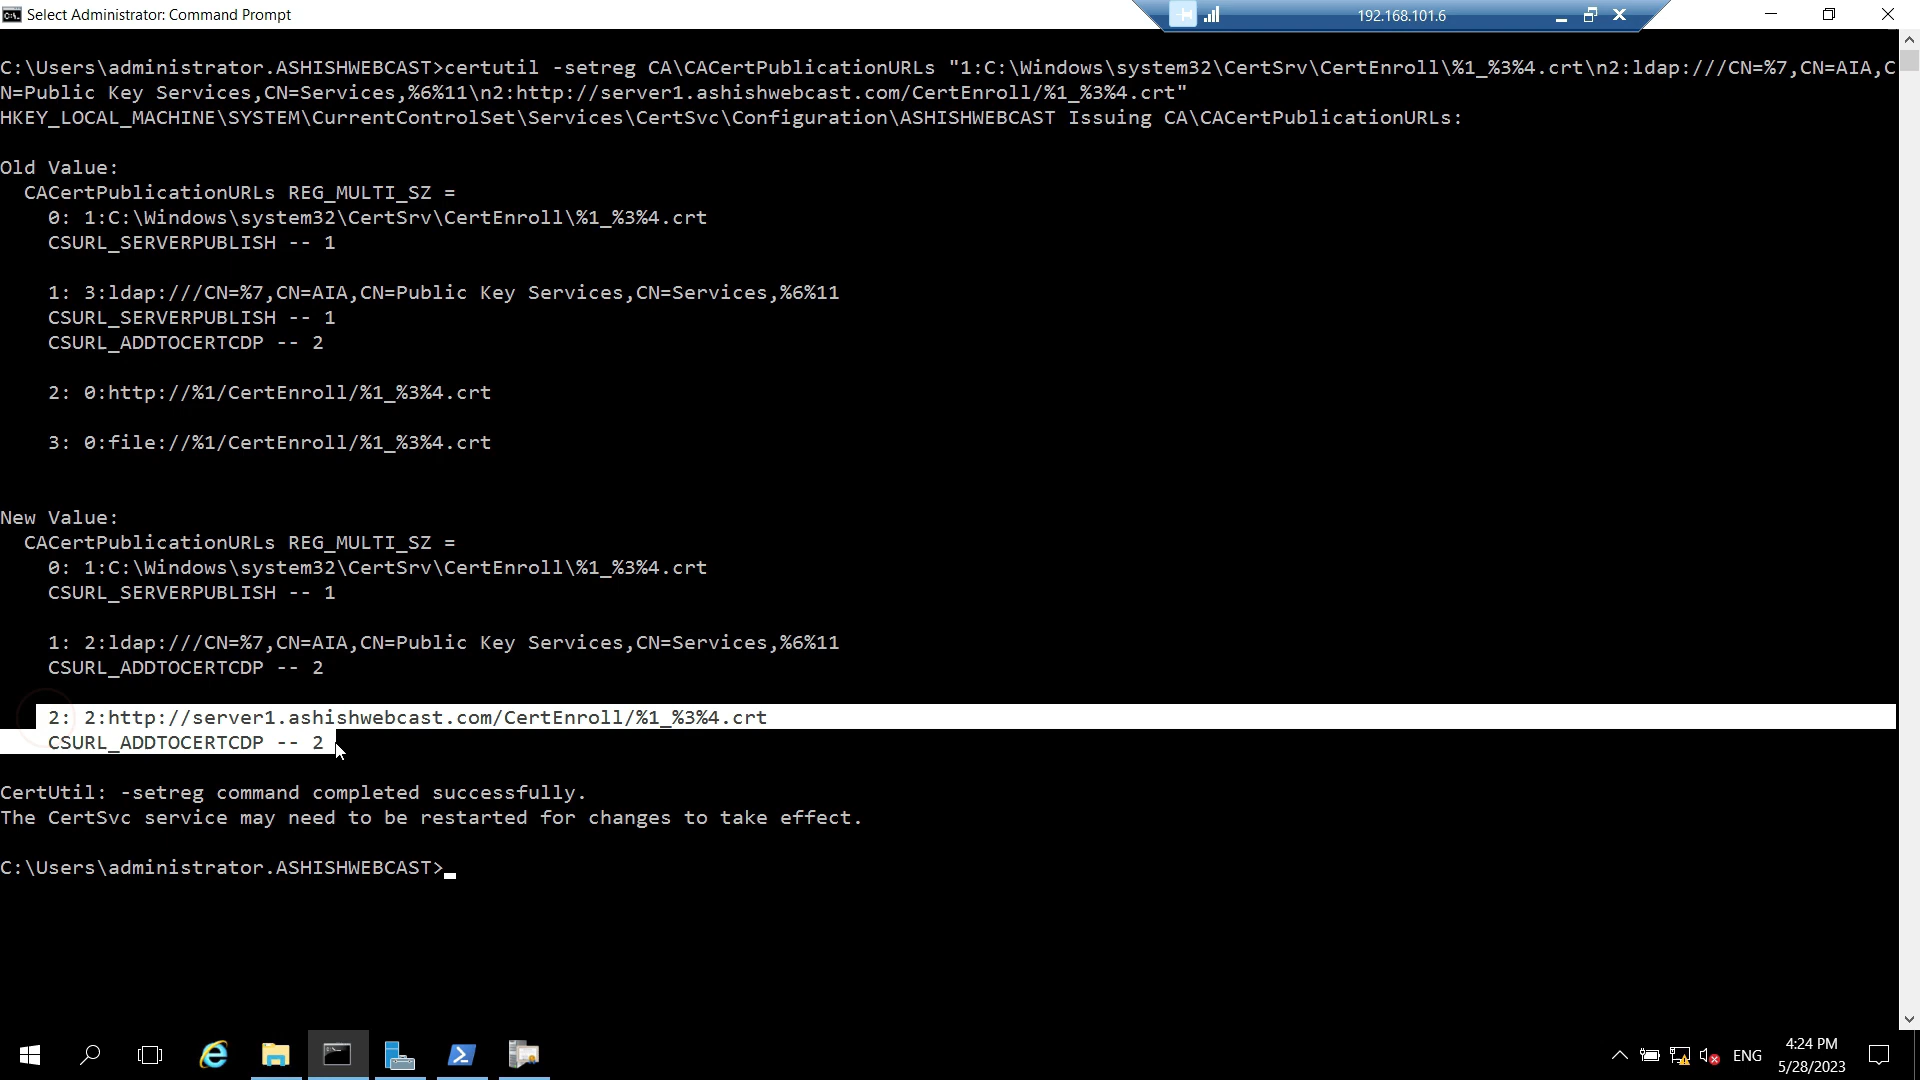 Select Administrator: Command Prompt
192.168.101.6
C:\Users\administrator.ASHISHWEBCAST>certutil -setreg CA\CACertPublicationURLs "1:C:\Windows\system32\CertSrv\CertEnroll\%1_%3%4.crt\n2:ldap:///CN=%7,CN=AIA,C
N=Public Key Services,CN=Services,%6%11\n2:http://server1.ashishwebcast.com/CertEnroll/%1_%3%4.crt"
HKEY_LOCAL_MACHINE\SYSTEM\CurrentControlSet\Services\CertSvc\Configuration\ASHISHWEBCAST Issuing CA\CACertPublicationURLs:
Old Value:
CACertPublicationURLs REG_MULTI_SZ =
0: 1:C:\Windows\system32\CertSrv\CertEnroll\%1_%3%4.crt
CSURL_SERVERPUBLISH -- 1
1: 3:ldap:///CN=%7,CN=AIA,CN=Public Key Services,CN=Services,%6%11
CSURL_SERVERPUBLISH -- 1
CSURL_ADDTOCERTCDP -- 2
2: 0:http://%1/CertEnroll/%1_%3%4.crt
3: 0:file://%1/CertEnroll/%1_%3%4.crt
New Value:
CACertPublicationURLs REG_MULTI_SZ =
0: 1:C:\Windows\system32\CertSrv\CertEnroll\%1_%3%4.crt
CSURL_SERVERPUBLISH -- 1
1: 2:ldap:///CN=%7,CN=AIA,CN=Public Key Services,CN=Services,%6%11
CSURL_ADDTOCERTCDP -- 2
2: 2:http://server1.ashishwebcast.com/CertEnroll/%1_%3%4.crt
CSURL_ADDTOCERTCDP -- 2
CertUtil: -setreg command completed successfully.
The CertSvc service may need to be restarted for changes to take effect.
C:\Users\administrator.ASHISHWEBCAST>
ENG
4:24 PM
5/28/2023